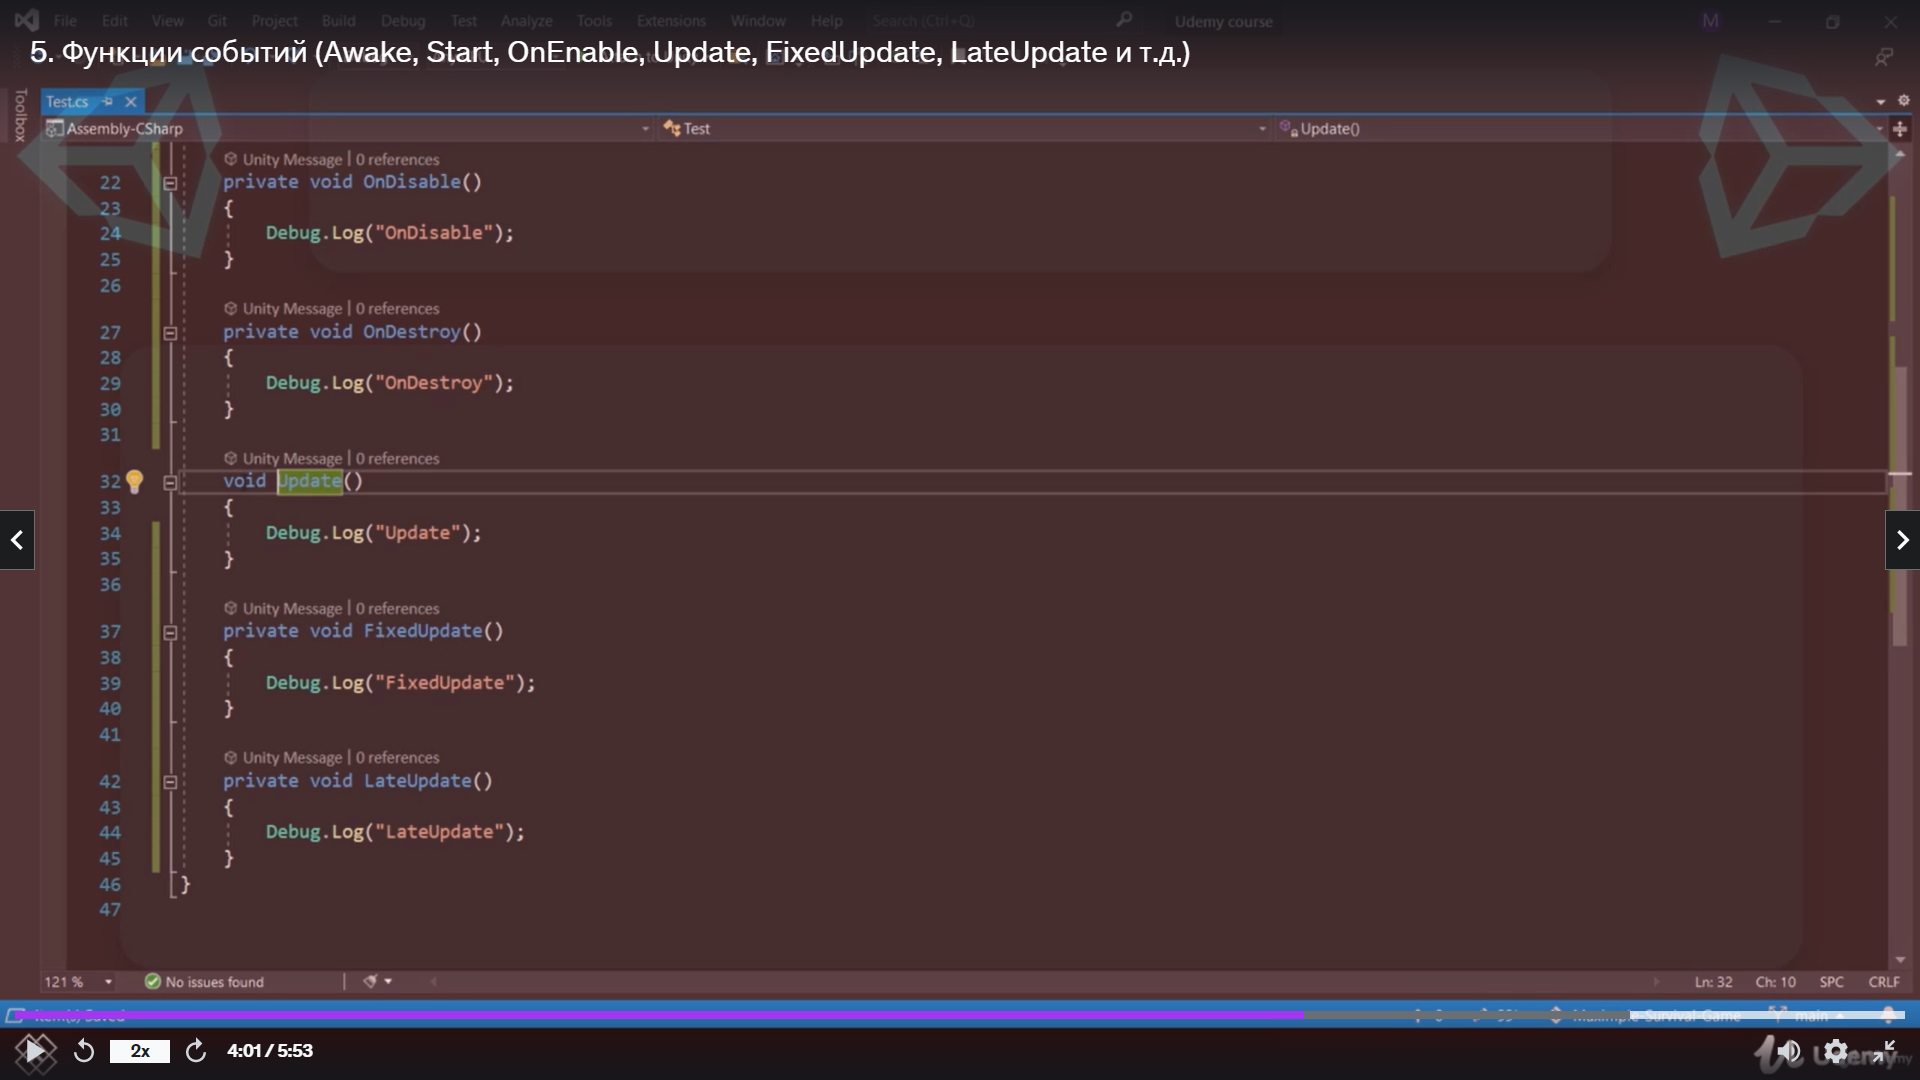 File Edit View Git Project Build Debug Test Analyze Tools Extensions Window Help Search (Ctrl+Q) Udemy course M
5. Функции событий (Awake, Start, OnEnable, Update, FixedUpdate, LateUpdate и т.д.)
Toolbox
Test.cs
Assembly-CSharp Test Update()
Unity Message | 0 references
22 private void OnDisable()
23 {
24 Debug.Log("OnDisable");
25 }
26
Unity Message | 0 references
27 private void OnDestroy()
28 {
29 Debug.Log("OnDestroy");
30 }
31
Unity Message | 0 references
32 void Update()
33 {
34 Debug.Log("Update");
35 }
36
Unity Message | 0 references
37 private void FixedUpdate()
38 {
39 Debug.Log("FixedUpdate");
40 }
41
Unity Message | 0 references
42 private void LateUpdate()
43 {
44 Debug.Log("LateUpdate");
45 }
46 }
47
121 % No issues found Ln: 32 Ch: 10 SPC CRLF
Item(s) Saved main
2x 4:01 / 5:53 Udemy